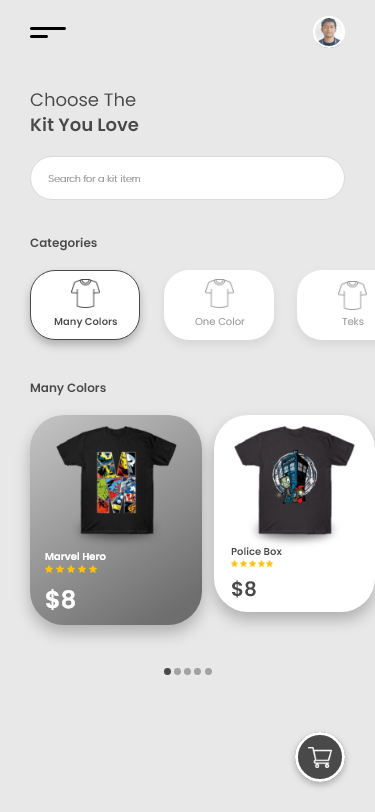 Choose The
Kit You Love
Search for a kit item
Categories
Many Colors
One Color
Teks
Many Colors
Marvel Hero
$8
Police Box
$8